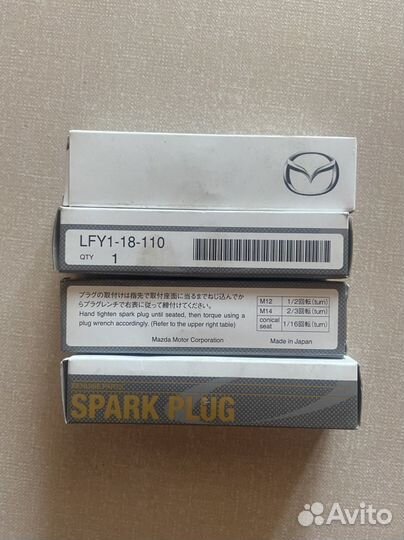 LFY1-18-110
QTY 1
プラグの取付けは指先で取付座面に当るまでねじ込んでか
らプラグレンチで右表に従って締付けてください。
Hand tighten spark plug until seated, then torque using a
plug wrench accordingly. (Refer to the upper right table)
Mazda Motor Corporation
M12 1/2回転(turn)
M14 2/3回転(turn)
conical seat 1/16回転(turn)
Made in Japan
GENUINE PARTS
SPARK PLUG
Avito